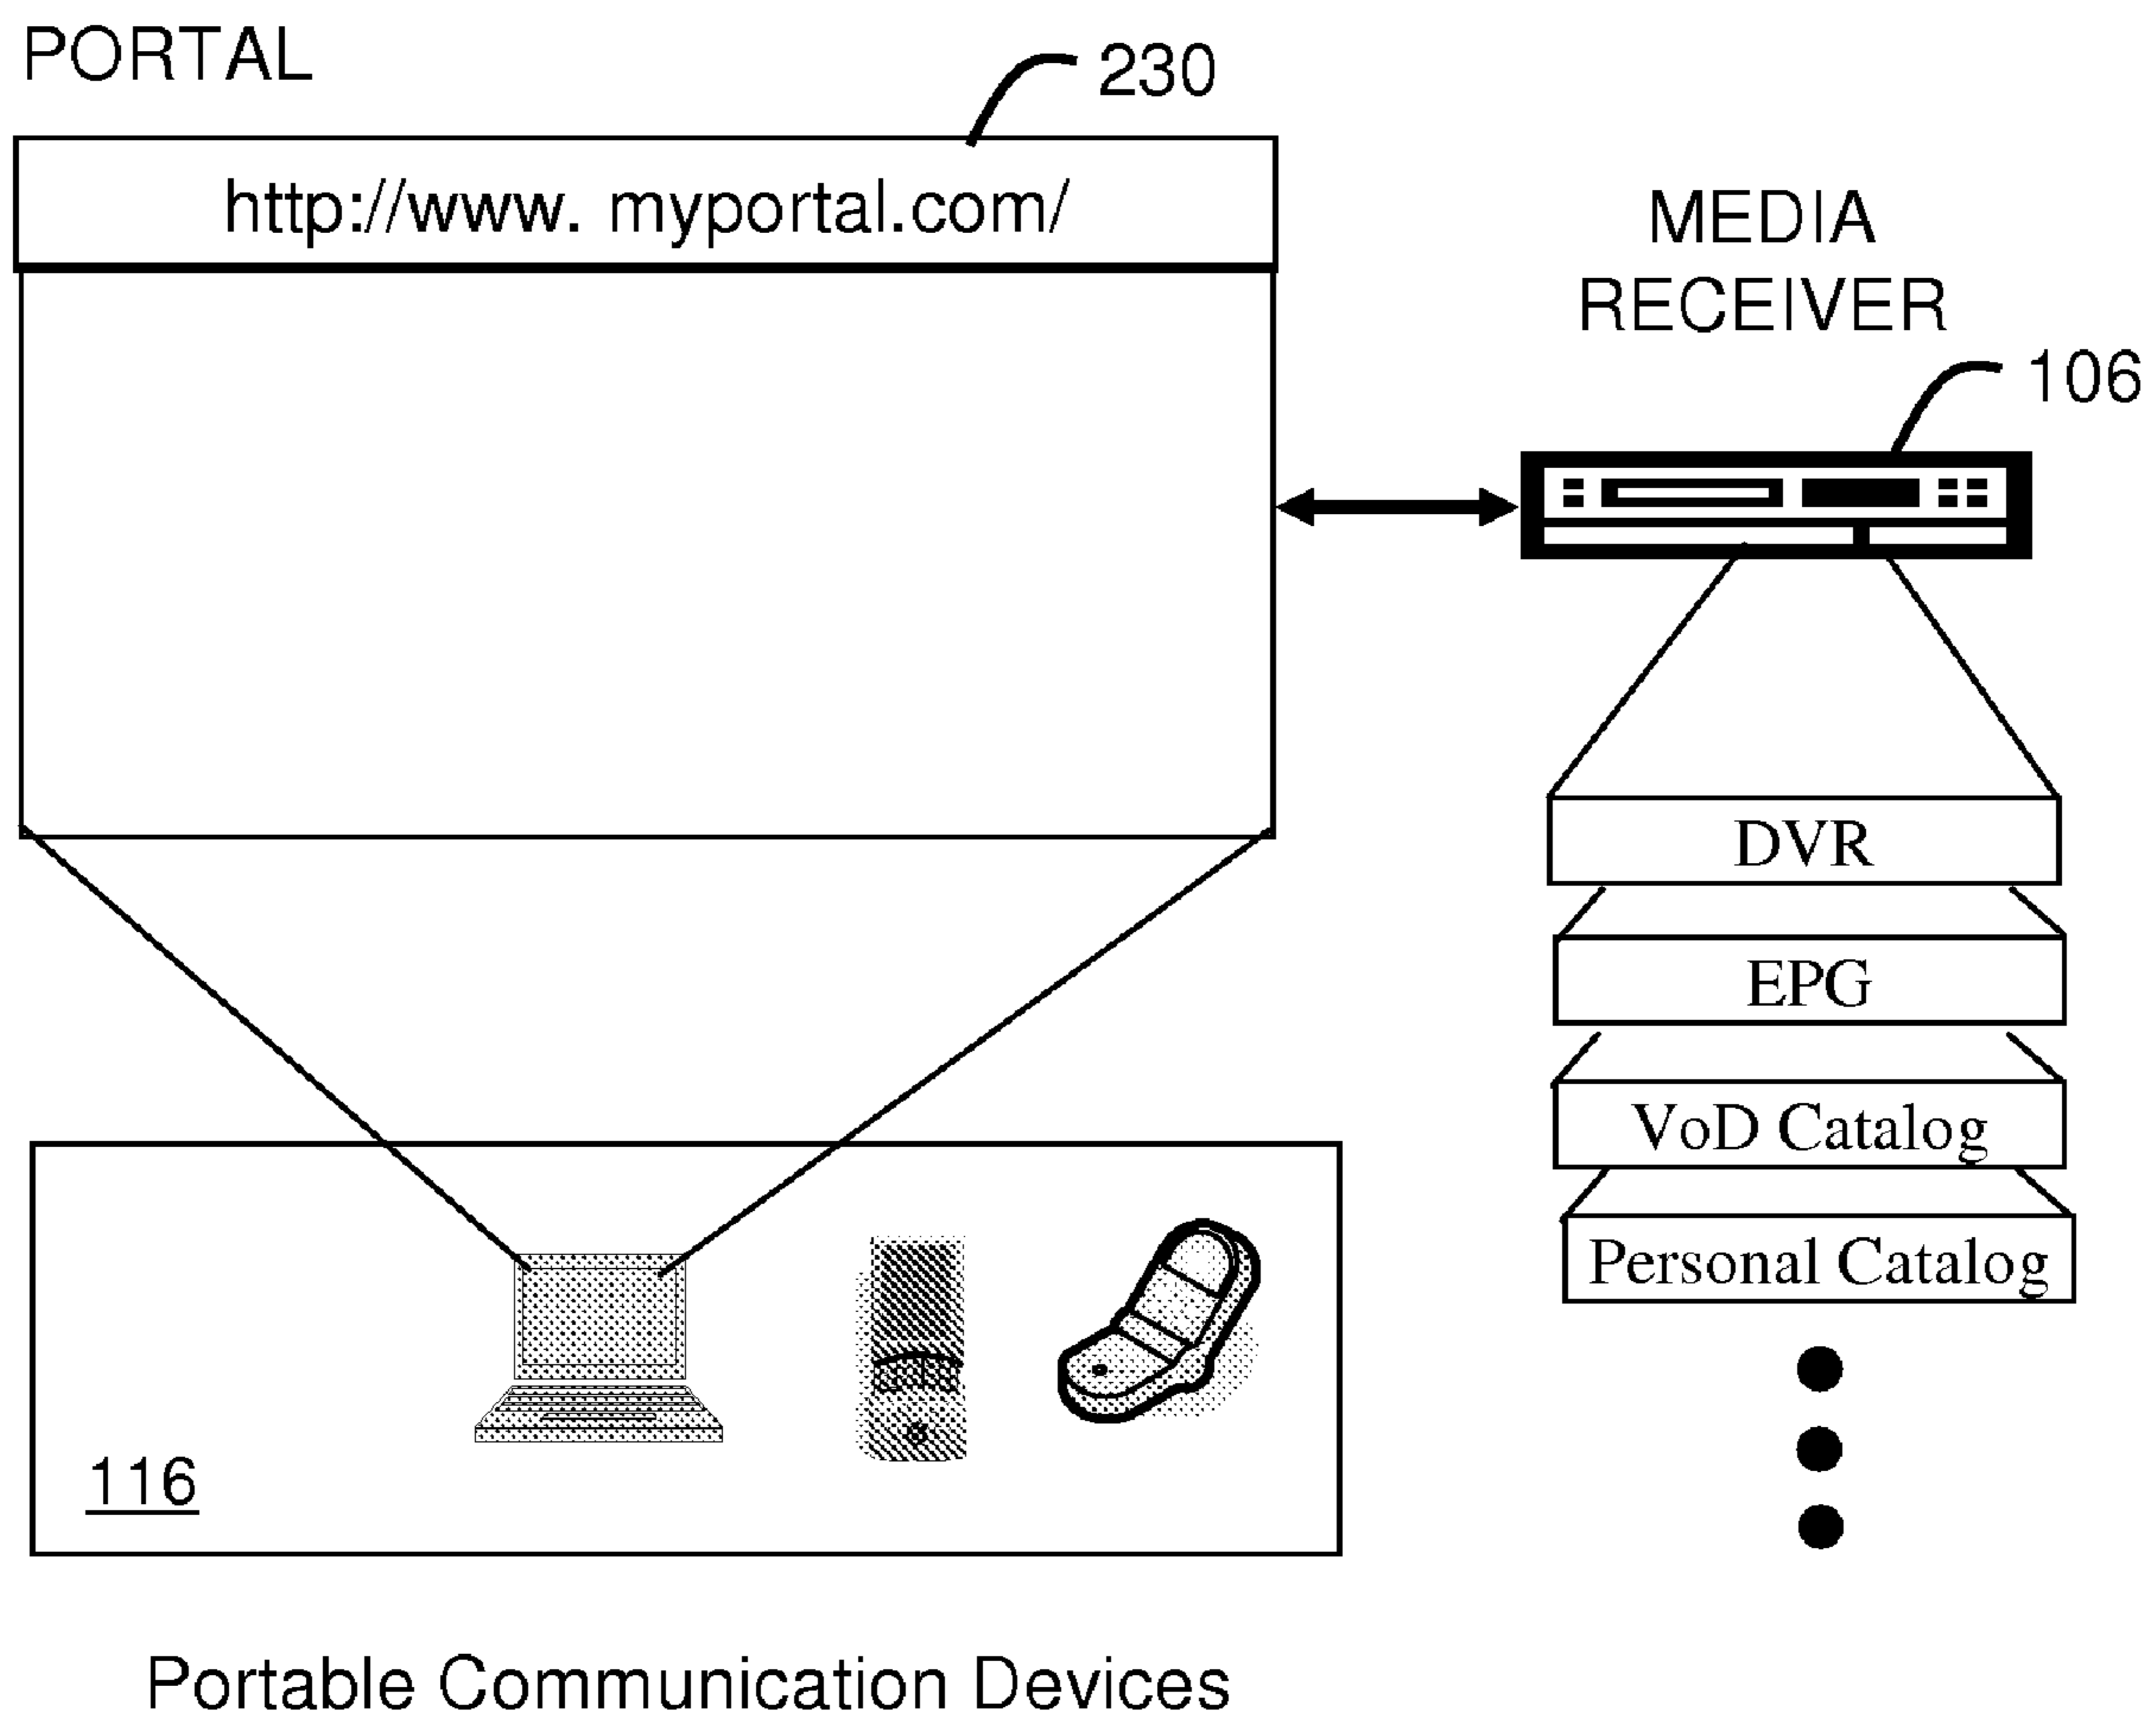 PORTAL
230
http://www. myportal.com/
MEDIA
RECEIVER
106
DVR
EPG
VoD Catalog
Personal Catalog
116
Portable Communication Devices